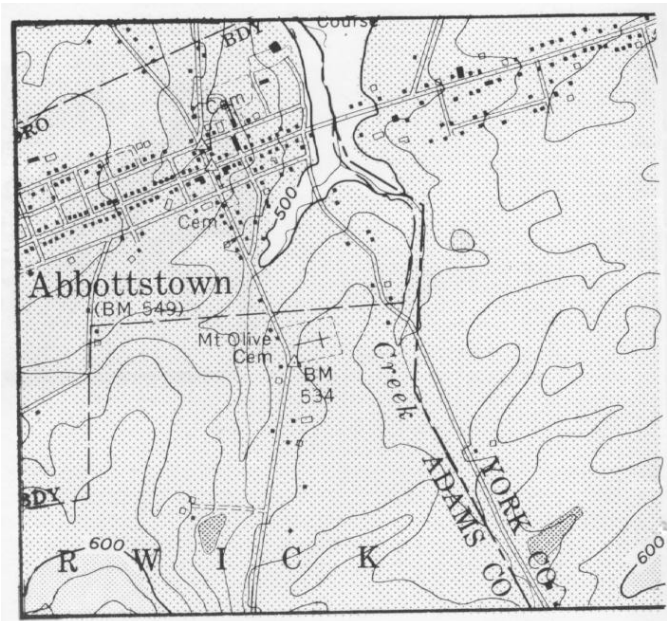 Course
BDY
Cem
RO
Cem
500
Abbottstown
(BM 549)
Mt Olive
Cem
BM
534
Creek
BDY
YORK CO
ADAMS CO
600
R W I C K
600